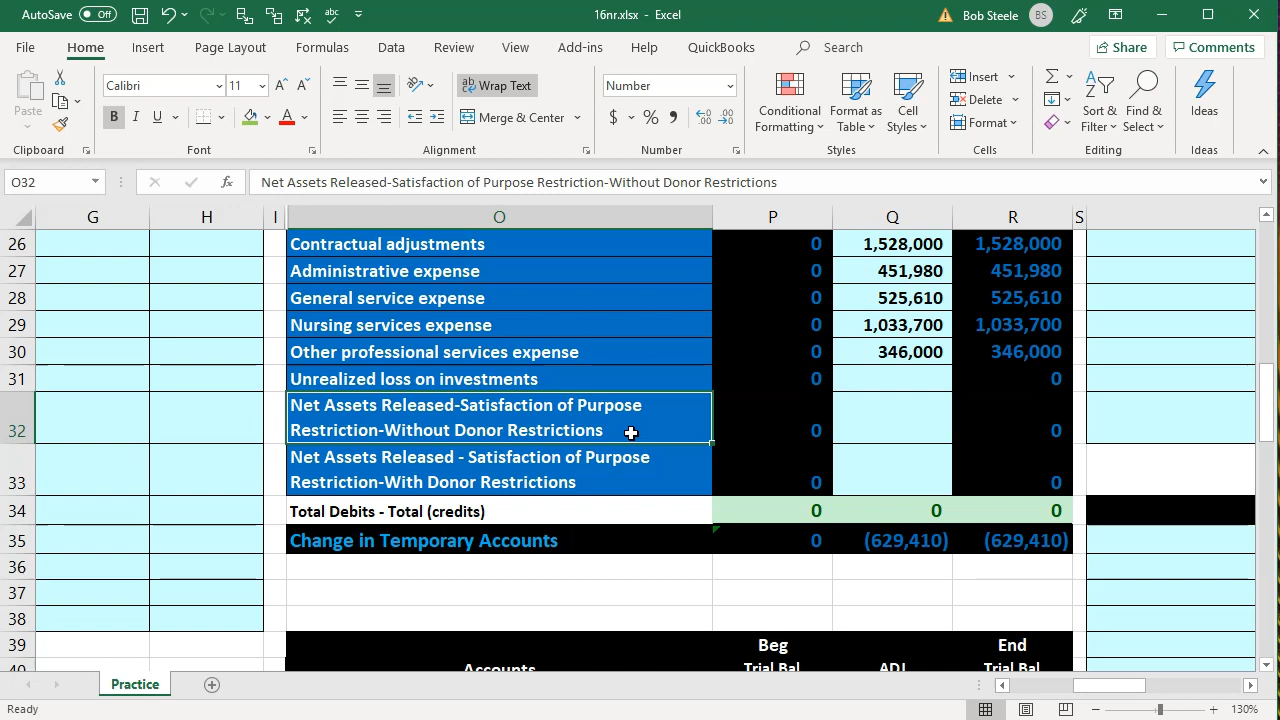 AutoSave Off 16nr.xlsx - Excel Bob Steele BS
File Home Insert Page Layout Formulas Data Review View Add-ins Help QuickBooks Search Share Comments
Paste Calibri 11 A A Wrap Text Number Conditional Formatting Format as Table Cell Styles Insert Sort & Filter Find & Select Ideas
B I U A Merge & Center $ % 9 Delete
Format
Clipboard Font Alignment Number Styles Cells Editing Ideas
O32 fx Net Assets Released-Satisfaction of Purpose Restriction-Without Donor Restrictions
G H I O P Q R S
26 Contractual adjustments 0 1,528,000 1,528,000
27 Administrative expense 0 451,980 451,980
28 General service expense 0 525,610 525,610
29 Nursing services expense 0 1,033,700 1,033,700
30 Other professional services expense 0 346,000 346,000
31 Unrealized loss on investments 0 0
Net Assets Released-Satisfaction of Purpose
32 Restriction-Without Donor Restrictions 0 0
Net Assets Released - Satisfaction of Purpose
33 Restriction-With Donor Restrictions 0 0
34 Total Debits - Total (credits) 0 0 0
35 Change in Temporary Accounts 0 (629,410) (629,410)
36
37
38
39 Beg End
40 Accounts Trial Bal ADJ Trial Bal
Practice
Ready 130%